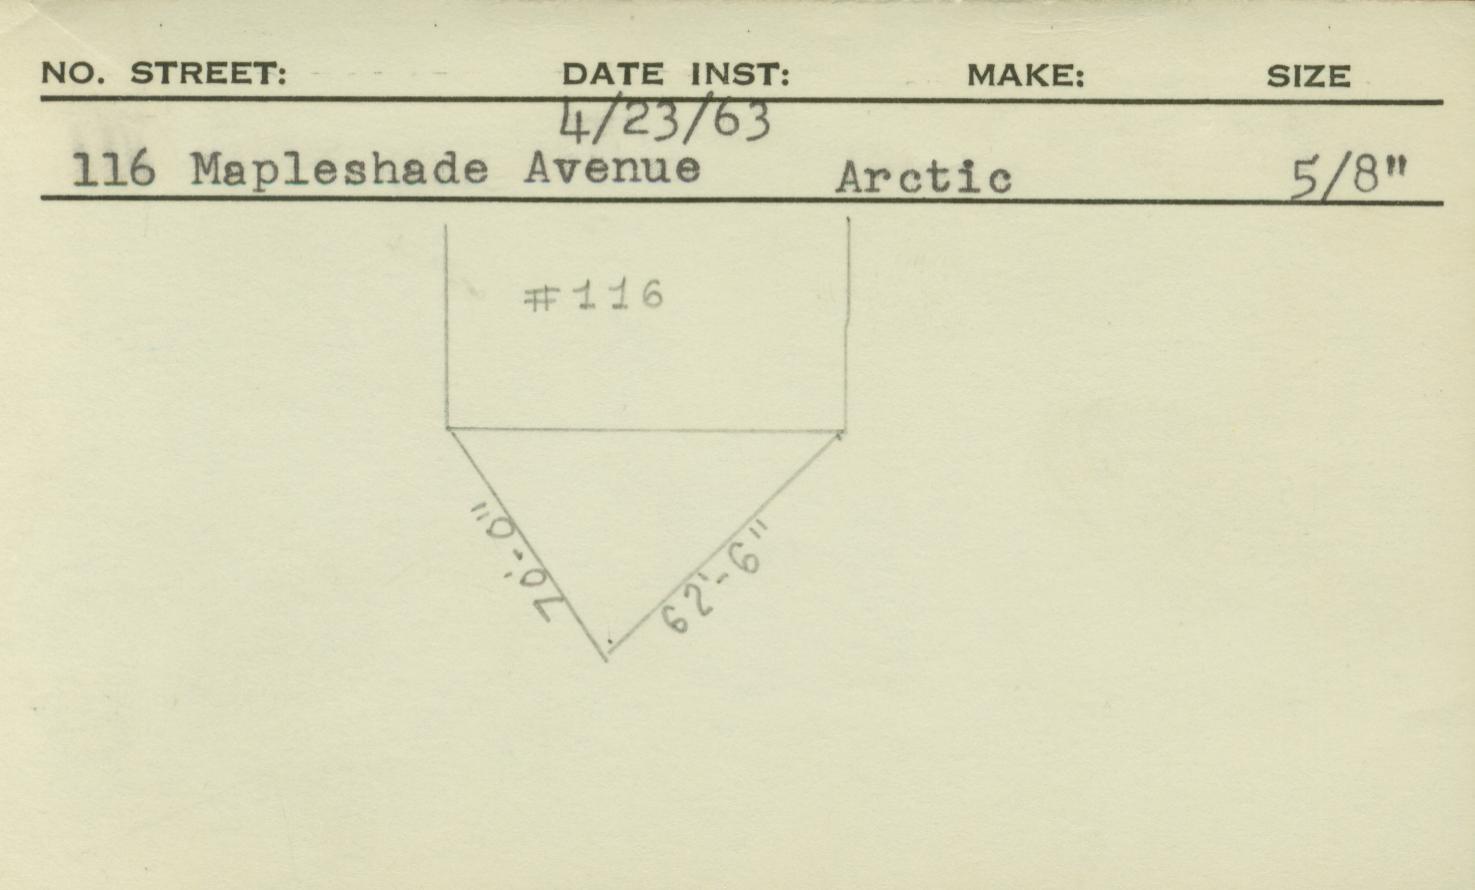 NO. STREET: DATE INST: MAKE: SIZE
4/23/63
116 Mapleshade Avenue Arctic 5/8"
#116
70'-0"
62'-6"